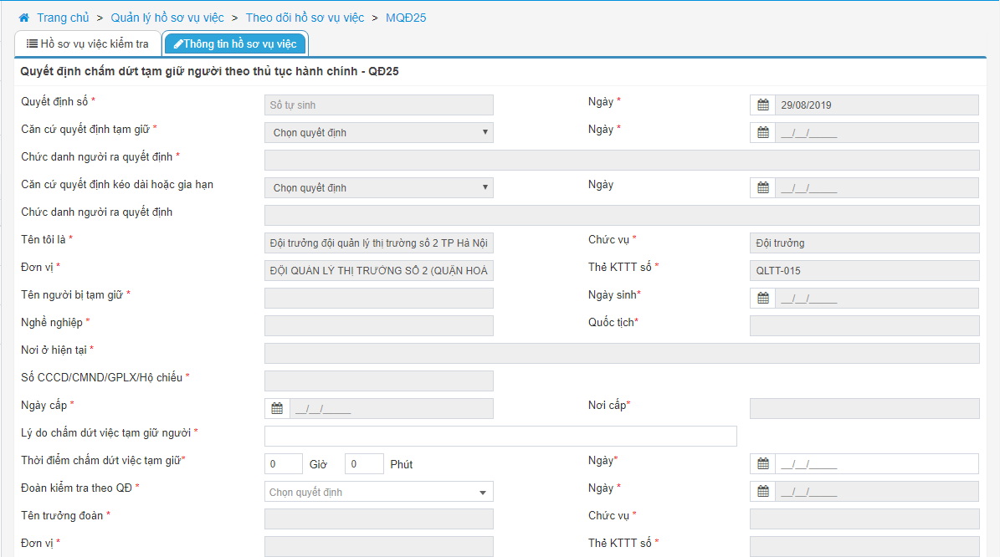 Trang chủ > Quản lý hồ sơ vụ việc > Theo dõi hồ sơ vụ việc > MQĐ25
Hồ sơ vụ việc kiểm tra Thông tin hồ sơ vụ việc
Quyết định chấm dứt tạm giữ người theo thủ tục hành chính - QĐ25
Quyết định số * Số tự sinh Ngày * 29/08/2019
Căn cứ quyết định tạm giữ * Chọn quyết định Ngày * __/__/____
Chức danh người ra quyết định *
Căn cứ quyết định kéo dài hoặc gia hạn Chọn quyết định Ngày __/__/____
Chức danh người ra quyết định
Tên tôi là * Đội trưởng đội quản lý thị trường số 2 TP Hà Nội Chức vụ * Đội trưởng
Đơn vị * ĐỘI QUẢN LÝ THỊ TRƯỜNG SỐ 2 (QUẬN HOÀ Thẻ KTTT số * QLTT-015
Tên người bị tạm giữ * Ngày sinh* __/__/____
Nghề nghiệp * Quốc tịch*
Nơi ở hiện tại *
Số CCCD/CMND/GPLX/Hộ chiếu *
Ngày cấp * __/__/____ Nơi cấp*
Lý do chấm dứt việc tạm giữ người *
Thời điểm chấm dứt việc tạm giữ* 0 Giờ 0 Phút Ngày* __/__/____
Đoàn kiểm tra theo QĐ * Chọn quyết định Ngày * __/__/____
Tên trưởng đoàn * Chức vụ *
Đơn vị * Thẻ KTTT số *